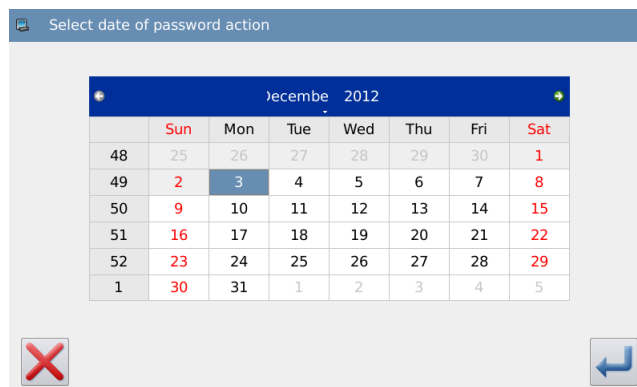 Select date of password action
Decembe 2012
Sun Mon Tue Wed Thu Fri Sat
48 25 26 27 28 29 30 1
49 2 3 4 5 6 7 8
50 9 10 11 12 13 14 15
51 16 17 18 19 20 21 22
52 23 24 25 26 27 28 29
1 30 31 1 2 3 4 5